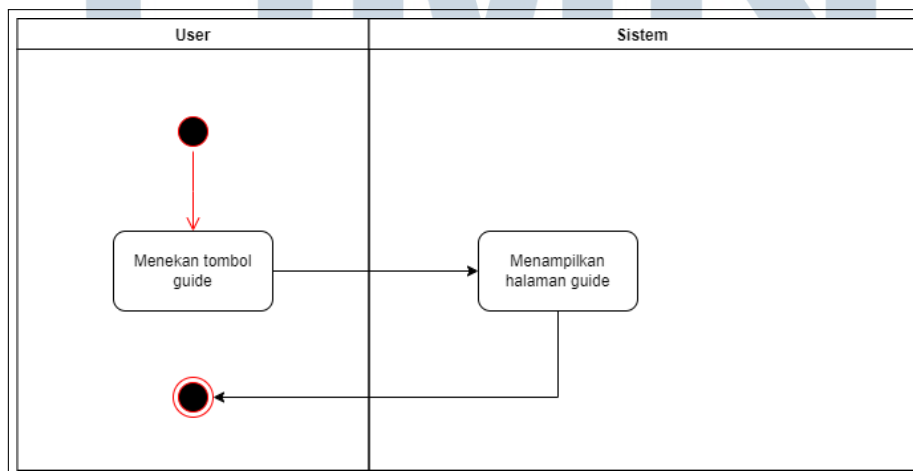 User
Sistem
Menekan tombol
guide
Menampilkan
halaman guide